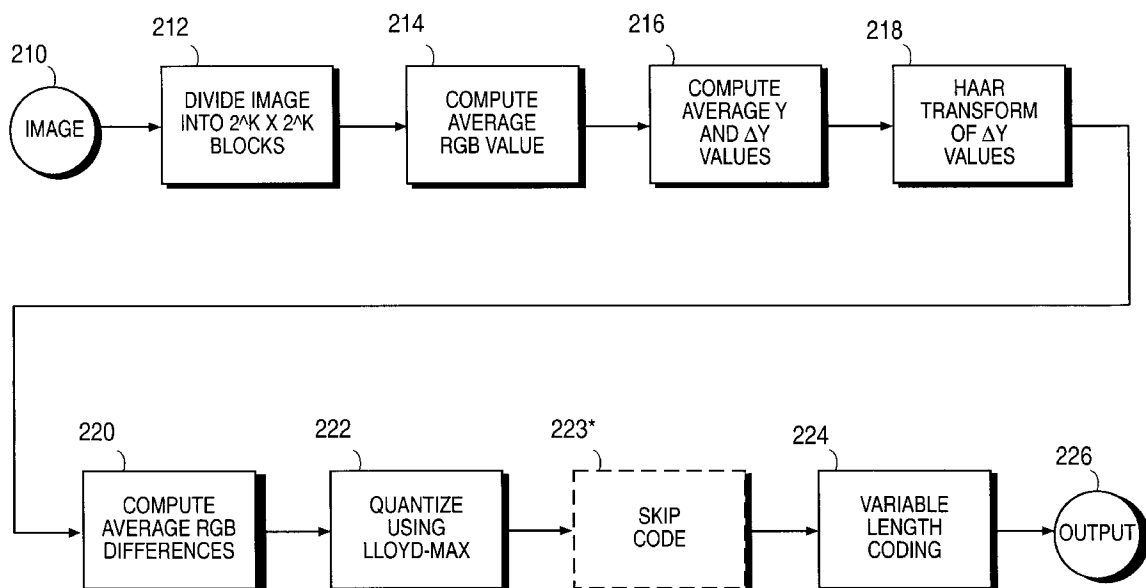 210
212
214
216
218
IMAGE
DIVIDE IMAGE
INTO 2^K X 2^K
BLOCKS
COMPUTE
AVERAGE
RGB VALUE
COMPUTE
AVERAGE Y
AND ΔY
VALUES
HAAR
TRANSFORM
OF ΔY
VALUES
220
222
223*
224
226
COMPUTE
AVERAGE RGB
DIFFERENCES
QUANTIZE
USING
LLOYD-MAX
SKIP
CODE
VARIABLE
LENGTH
CODING
OUTPUT